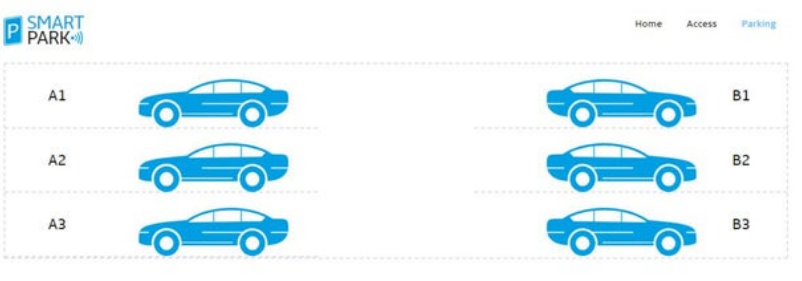 P SMART
PARK
Home Access Parking
A1 B1
A2 B2
A3 B3